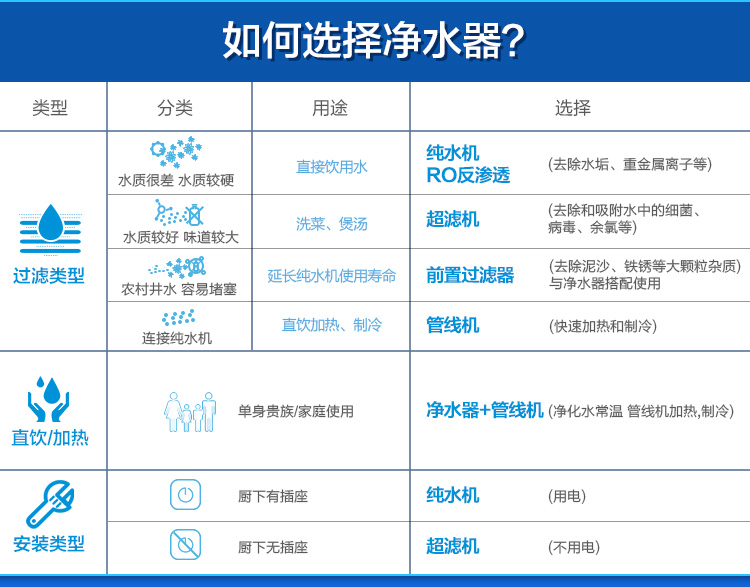 如何选择净水器?
类型 分类 用途 选择
过滤类型
水质很差 水质较硬
直接饮用水
纯水机
RO反渗透
(去除水垢、重金属离子等)
水质较好 味道较大
洗菜、煲汤
超滤机
(去除和吸附水中的细菌、
病毒、余氯等)
农村井水 容易堵塞
延长纯水机使用寿命
前置过滤器
(去除泥沙、铁锈等大颗粒杂质)
与净水器搭配使用
连接纯水机
直饮加热、制冷
管线机
(快速加热和制冷)
直饮/加热
单身贵族/家庭使用
净水器+管线机
(净化水常温 管线机加热,制冷)
安装类型
厨下有插座
纯水机
(用电)
厨下无插座
超滤机
(不用电)